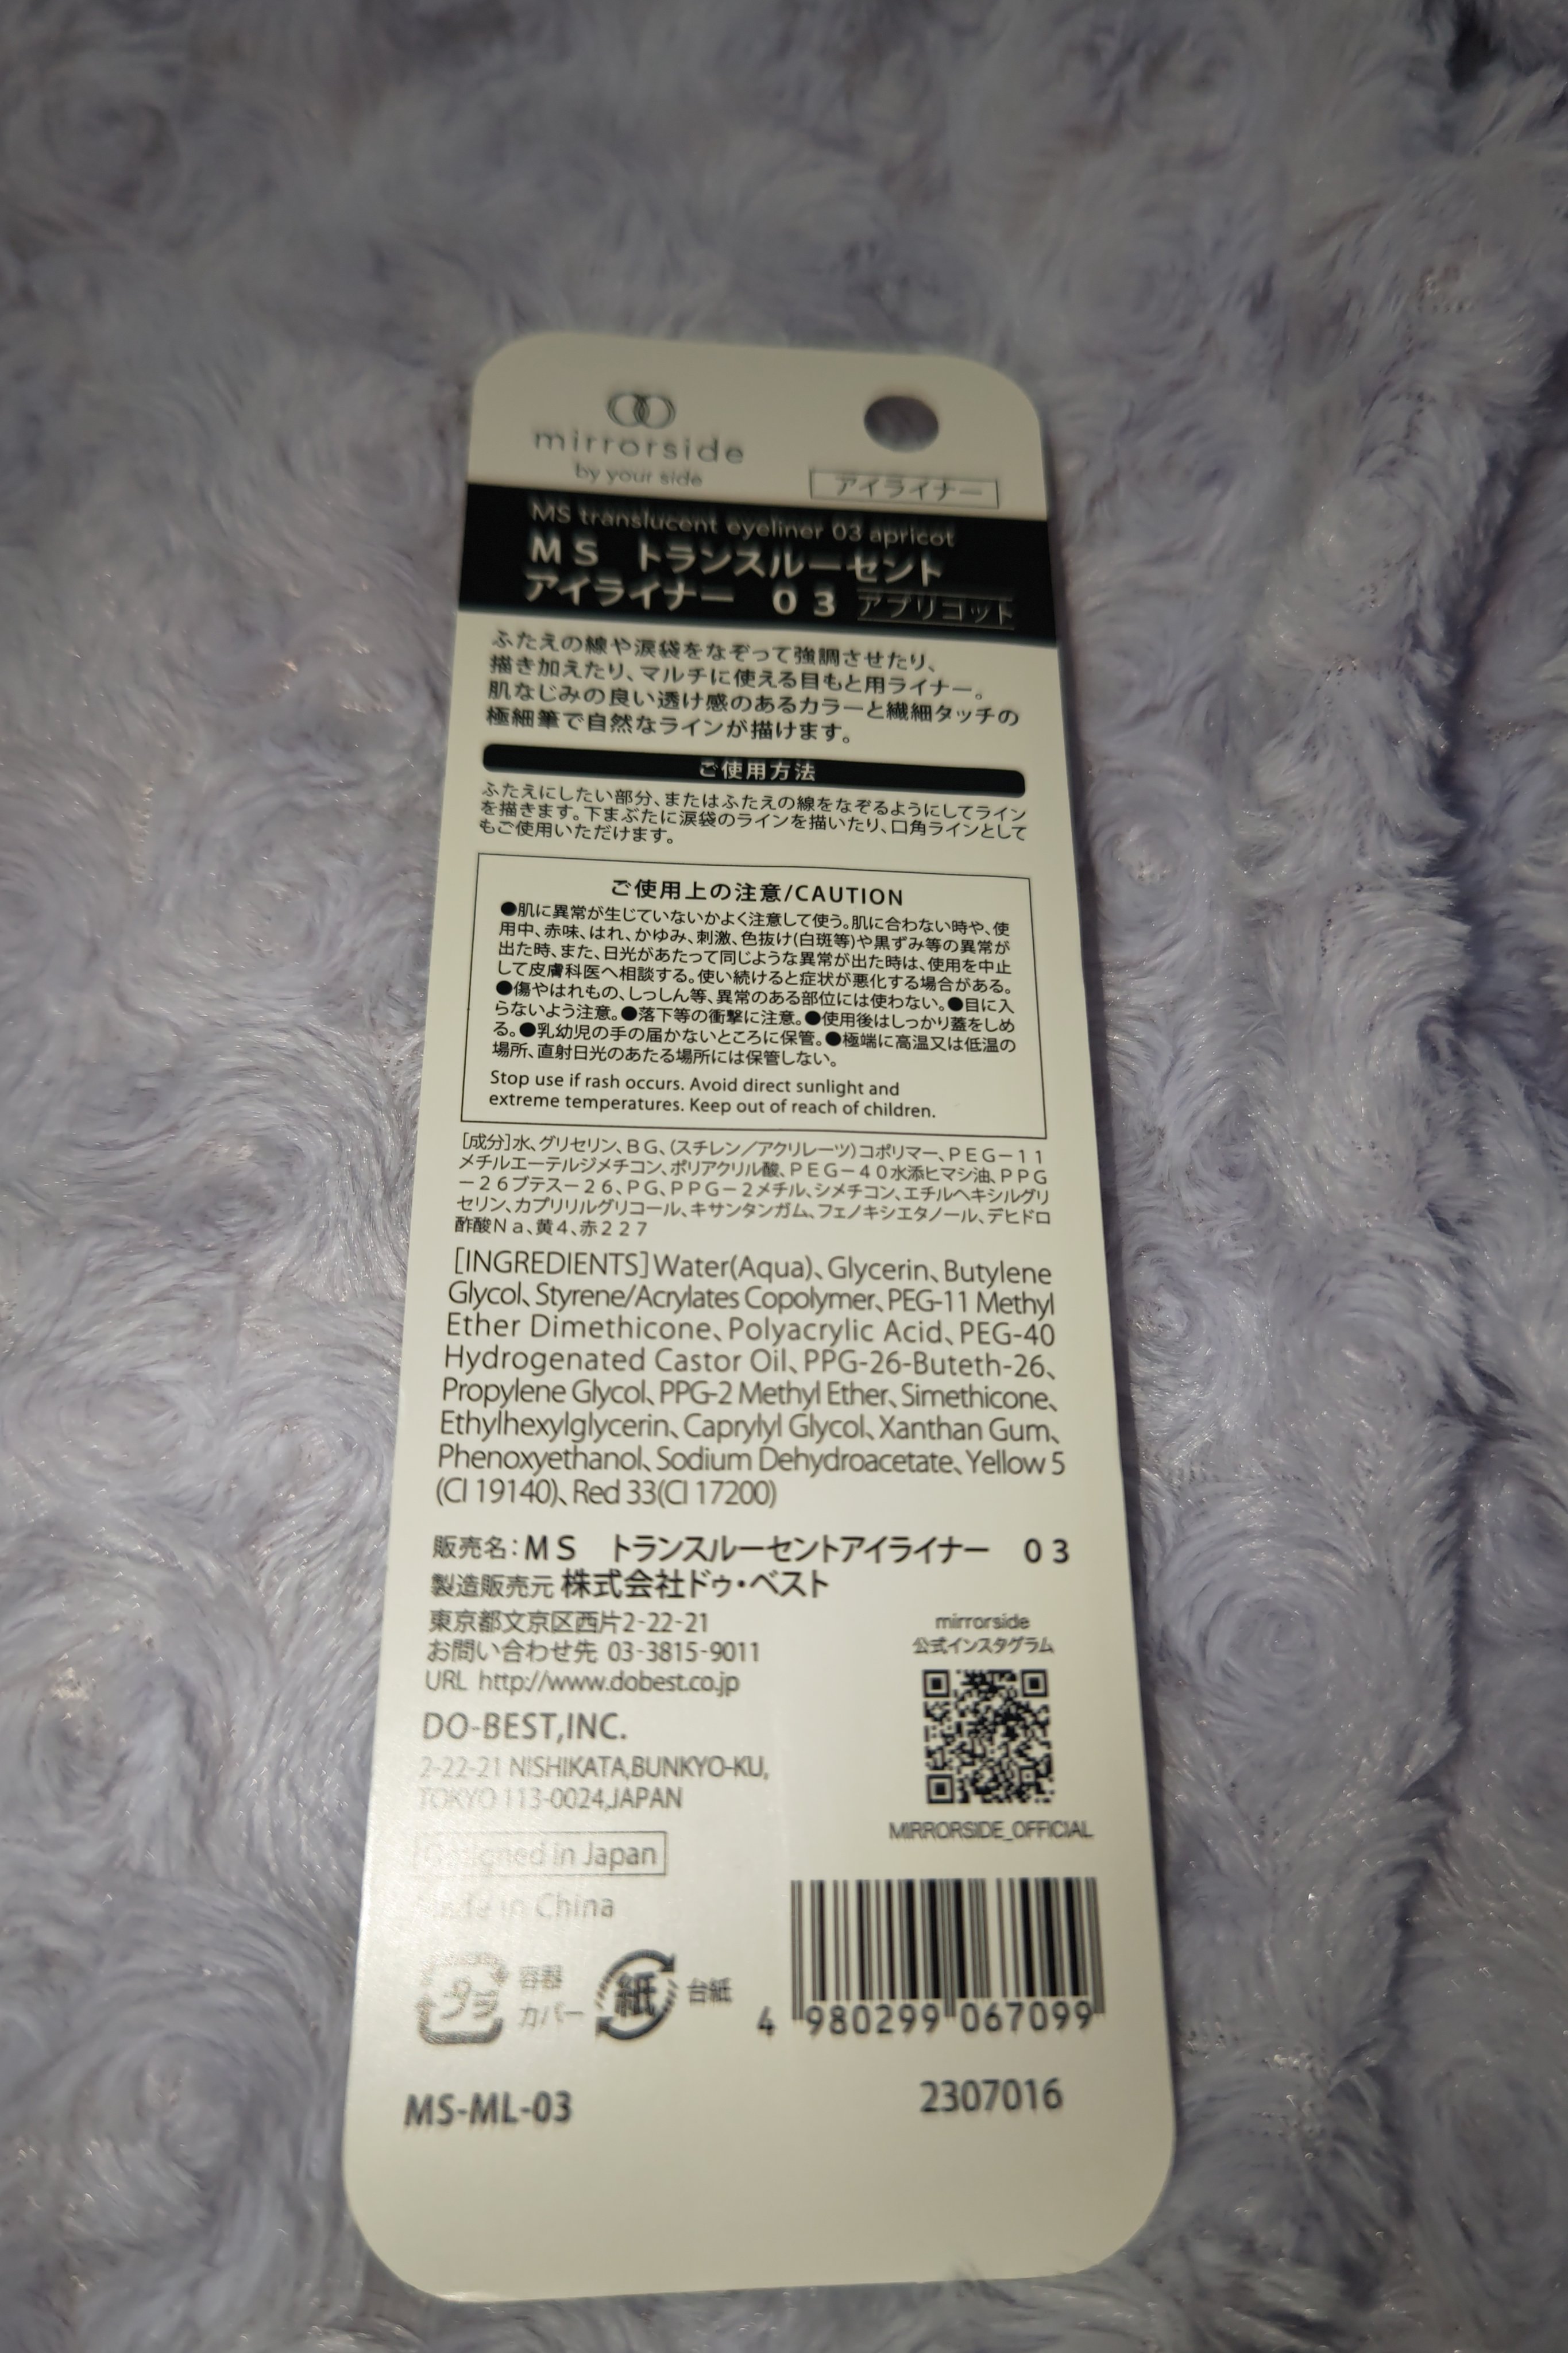 mirrorside
by your side
アイライナー
MS translucent eyeliner 03 apricot
ＭＳ　トランスルーセント
アイライナー　０３ アプリコット
ふたえの線や涙袋をなぞって強調させたり、
描き加えたり、マルチに使える目もと用ライナー。
肌なじみの良い透け感のあるカラーと繊細タッチの
極細筆で自然なラインが描けます。
ご使用方法
ふたえにしたい部分、またはふたえの線をなぞるようにしてライン
を描きます。下まぶたに涙袋のラインを描いたり、口角ラインとして
もご使用いただけます。
ご使用上の注意/CAUTION
●肌に異常が生じていないかよく注意して使う。肌に合わない時や、使
用中、赤味、はれ、かゆみ、刺激、色抜け(白斑等)や黒ずみ等の異常が
出た時、また、日光があたって同じような異常が出た時は、使用を中止
して皮膚科医へ相談する。使い続けると症状が悪化する場合がある。
●傷やはれもの、しっしん等、異常のある部位には使わない。●目に入
らないよう注意。●落下等の衝撃に注意。●使用後はしっかり蓋をしめ
る。●乳幼児の手の届かないところに保管。●極端に高温又は低温の
場所、直射日光のあたる場所には保管しない。
Stop use if rash occurs. Avoid direct sunlight and
extreme temperatures. Keep out of reach of children.
［成分］水、グリセリン、ＢＧ、（スチレン／アクリレーツ）コポリマー、ＰＥＧ－１１
メチルエーテルジメチコン、ポリアクリル酸、ＰＥＧ－４０水添ヒマシ油、ＰＰＧ
－２６ブテス－２６、ＰＧ、ＰＰＧ－２メチル、シメチコン、エチルヘキシルグリ
セリン、カプリリルグリコール、キサンタンガム、フェノキシエタノール、デヒドロ
酢酸Ｎａ、黄４、赤２２７
［INGREDIENTS］Water(Aqua)、Glycerin、Butylene
Glycol、Styrene/Acrylates Copolymer、PEG-11 Methyl
Ether Dimethicone、Polyacrylic Acid、PEG-40
Hydrogenated Castor Oil、PPG-26-Buteth-26、
Propylene Glycol、PPG-2 Methyl Ether、Simethicone、
Ethylhexylglycerin、Caprylyl Glycol、Xanthan Gum、
Phenoxyethanol、Sodium Dehydroacetate、Yellow 5
(CI 19140)、Red 33(CI 17200)
販売名：ＭＳ　トランスルーセントアイライナー　０３
製造販売元 株式会社ドゥ・ベスト
東京都文京区西片2-22-21
お問い合わせ先 03-3815-9011
URL http://www.dobest.co.jp
DO-BEST,INC.
2-22-21 NISHIKATA,BUNKYO-KU,
TOKYO 113-0024,JAPAN
Designed in Japan
Made in China
mirrorside
公式インスタグラム
MIRRORSIDE_OFFICIAL
プラ 容器
カバー
紙 台紙
4 980299 067099
MS-ML-03
2307016